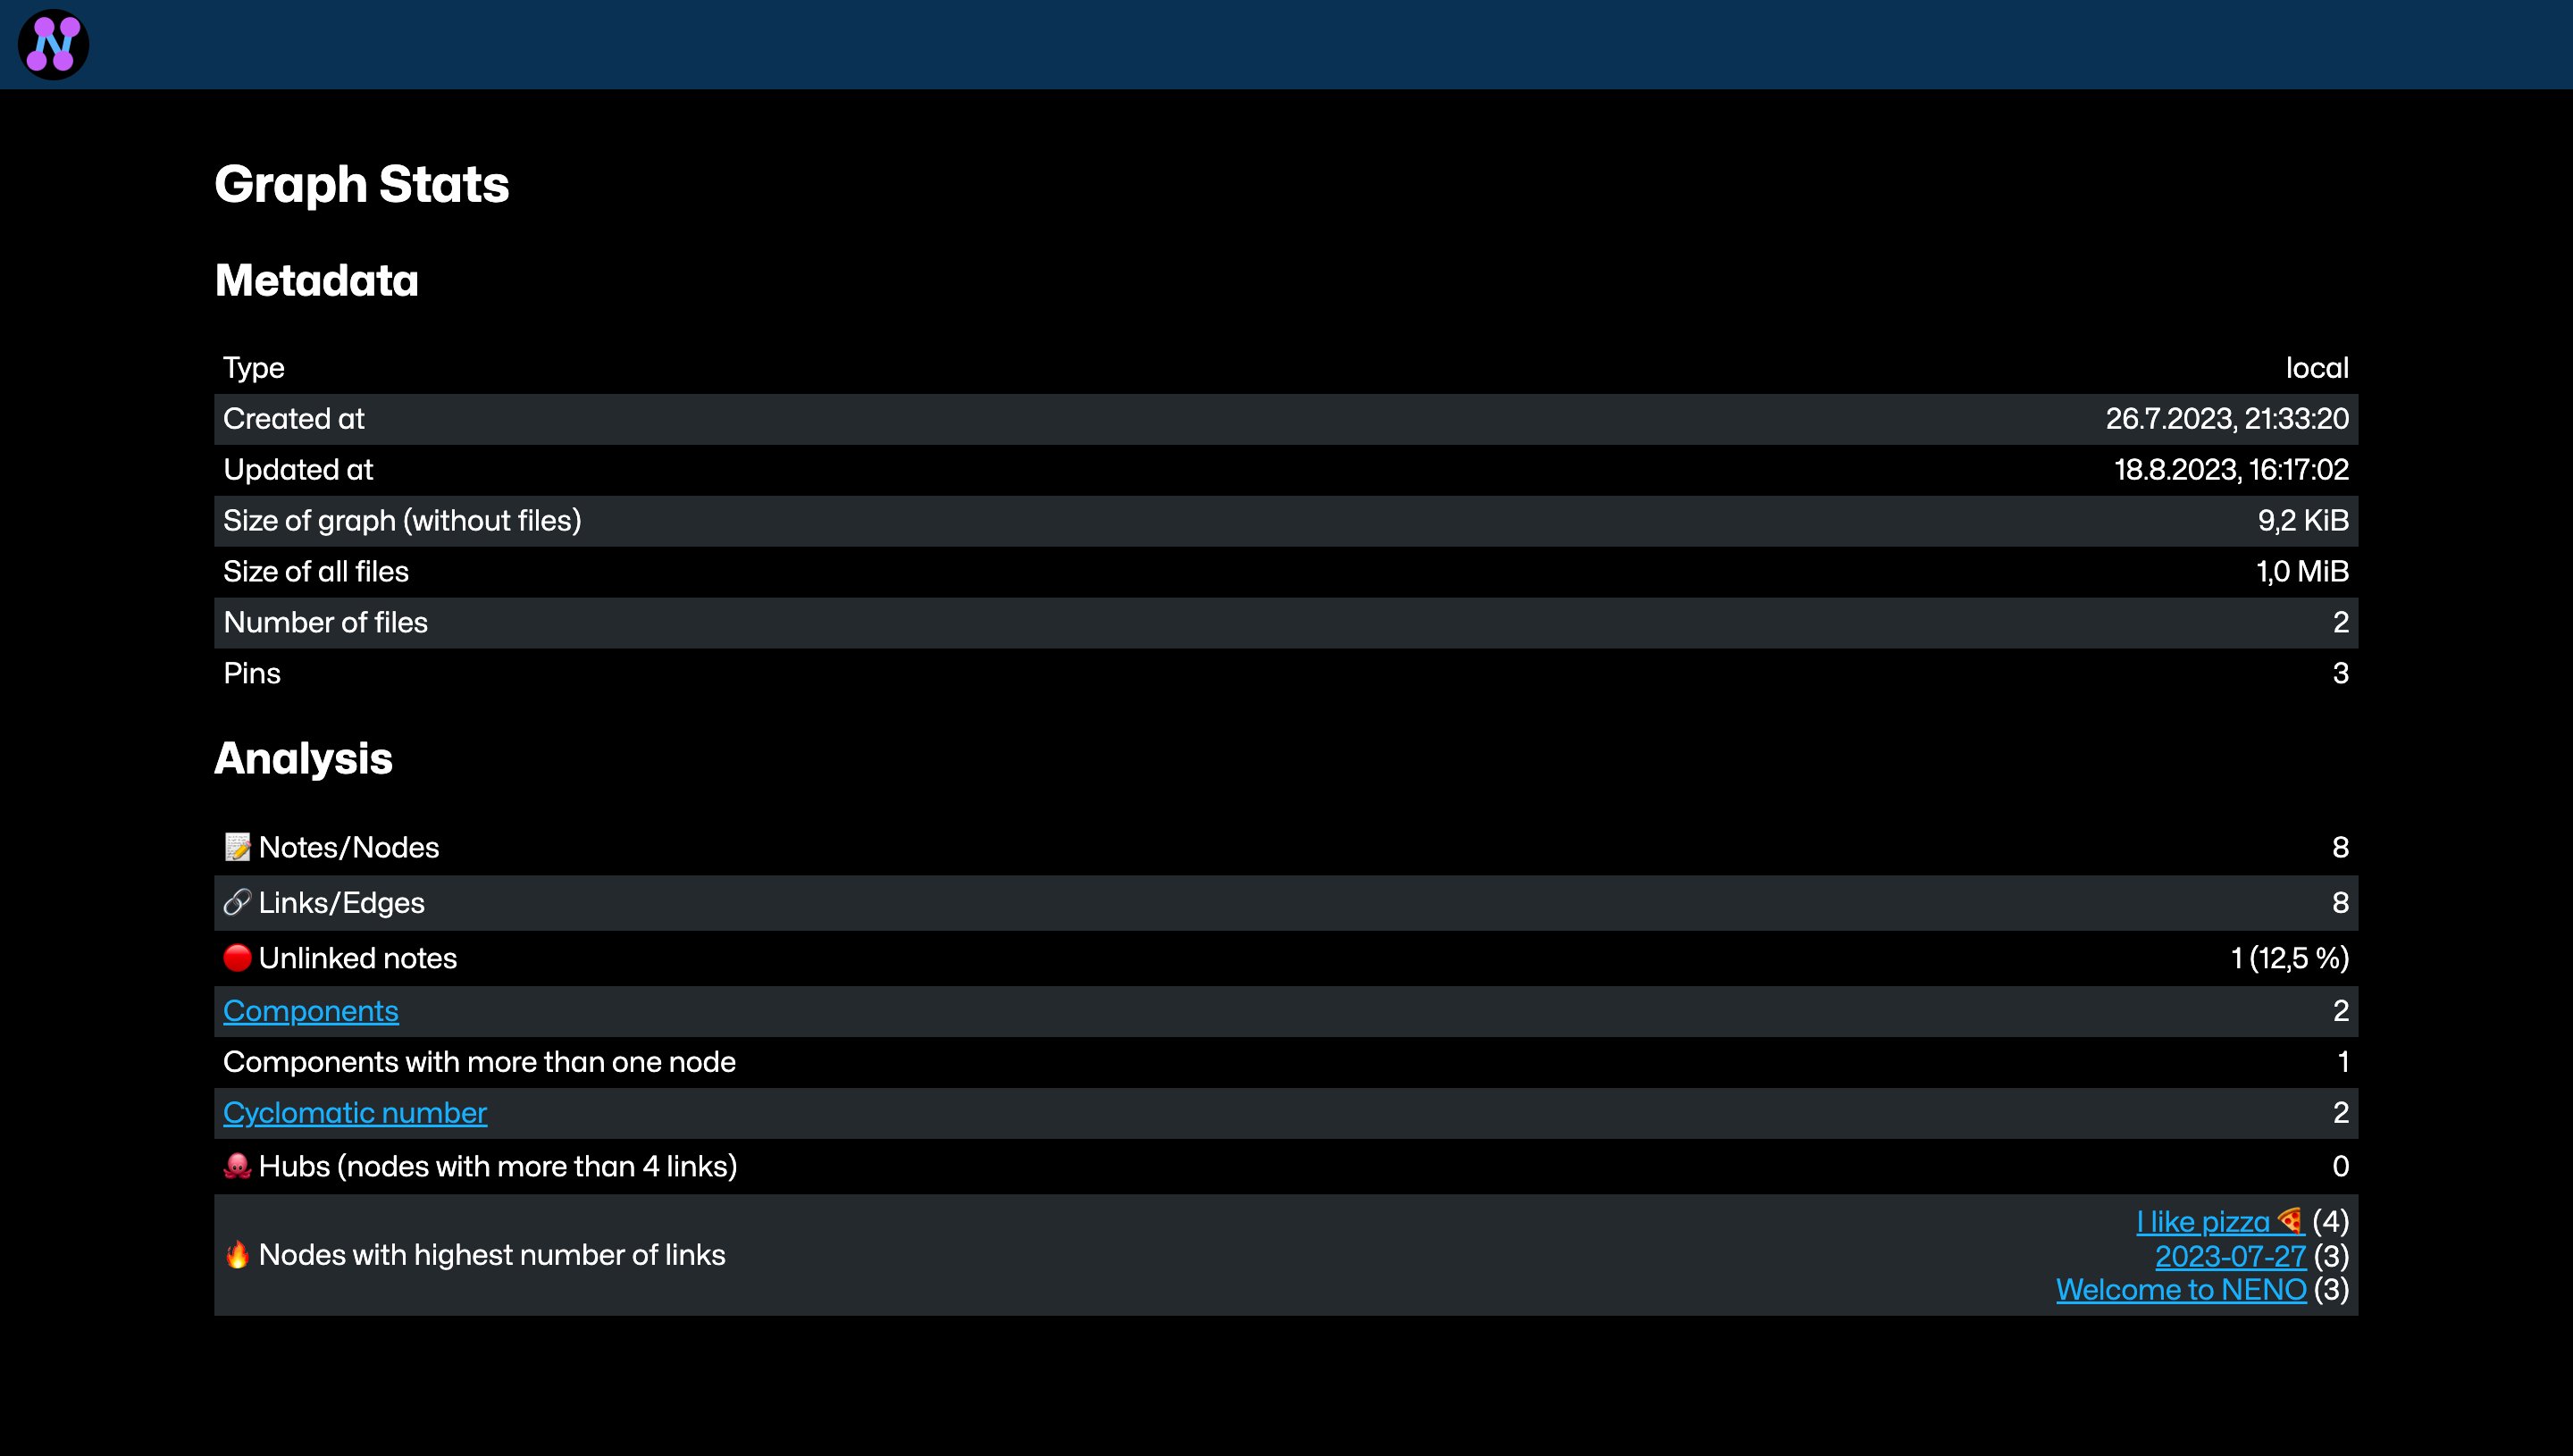 Graph Stats
Metadata
Type local
Created at 26.7.2023, 21:33:20
Updated at 18.8.2023, 16:17:02
Size of graph (without files) 9,2 KiB
Size of all files 1,0 MiB
Number of files 2
Pins 3
Analysis
📝 Notes/Nodes 8
🔗 Links/Edges 8
🔴 Unlinked notes 1 (12,5 %)
Components 2
Components with more than one node 1
Cyclomatic number 2
🐙 Hubs (nodes with more than 4 links) 0
🔥 Nodes with highest number of links
I like pizza 🍕 (4)
2023-07-27 (3)
Welcome to NENO (3)